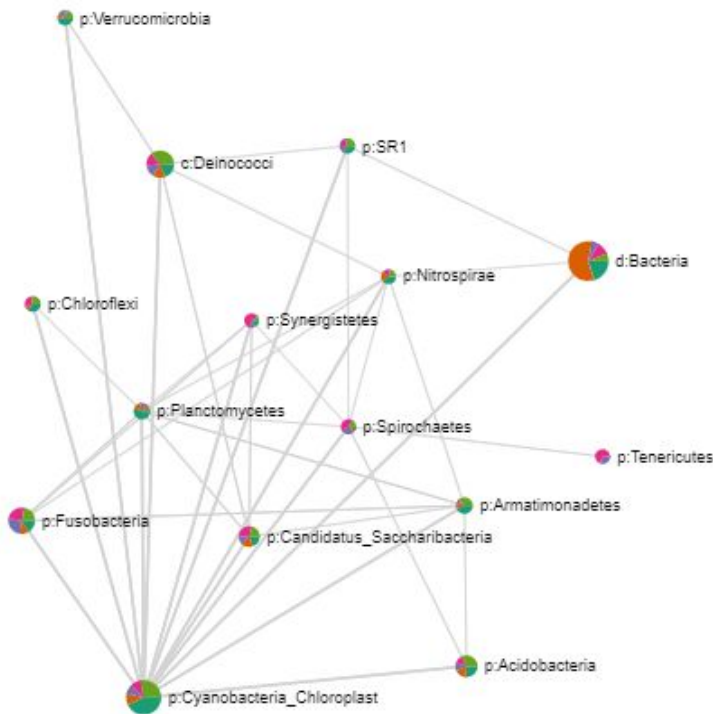 p:Verrucomicrobia
p:SR1
c:Deinococci
d:Bacteria
p:Nitrospirae
p:Chloroflexi
p:Synergistetes
p:Planctomycetes
p:Spirochaetes
p:Tenericutes
p:Armatimonadetes
p:Fusobacteria
p:Candidatus_Saccharibacteria
p:Acidobacteria
p:Cyanobacteria_Chloroplast